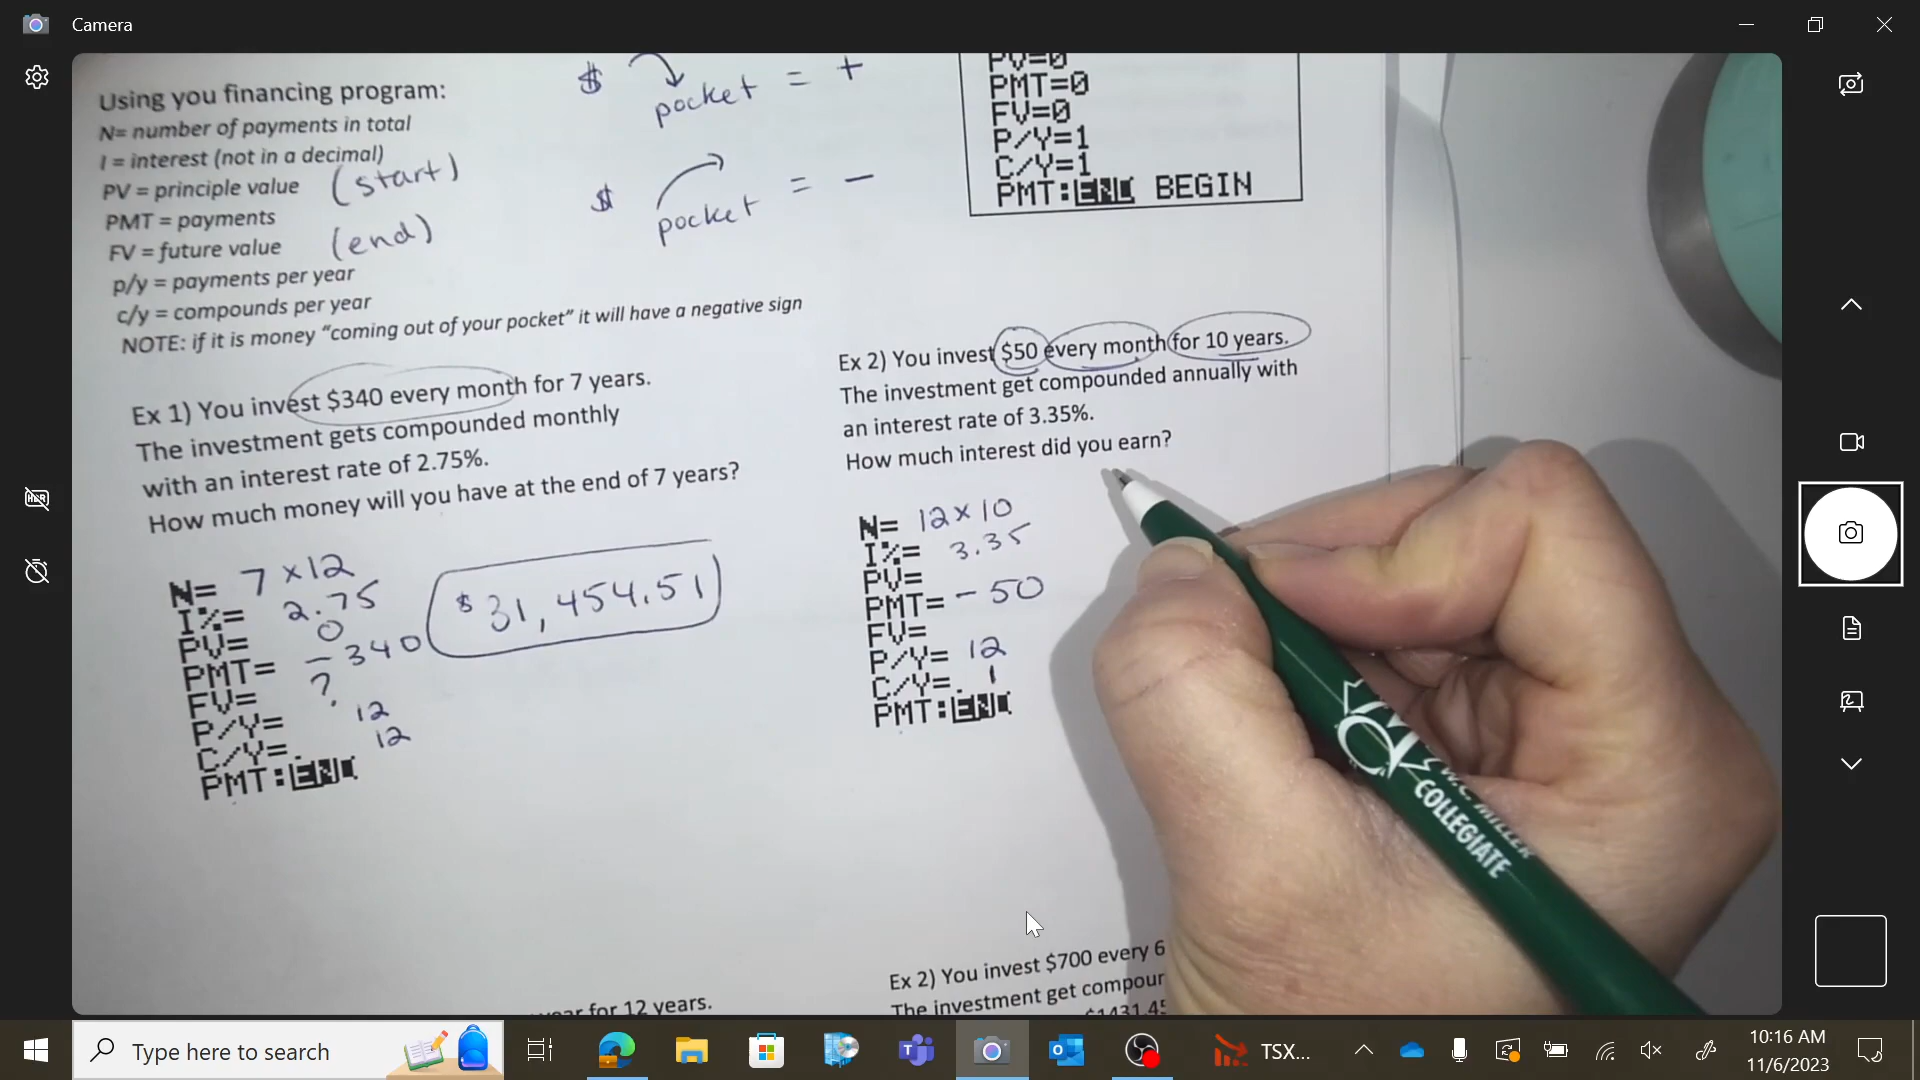 Camera
Using you financing program:
N= number of payments in total
I = interest (not in a decimal)
PV = principle value (start)
PMT = payments
FV = future value (end)
p/y = payments per year
c/y = compounds per year
NOTE: if it is money “coming out of your pocket” it will have a negative sign
$ pocket = +
$ pocket = −
PV=0
PMT=0
FV=0
P/Y=1
C/Y=1
PMT:END BEGIN
Ex 1) You invest $340 every month for 7 years.
The investment gets compounded monthly
with an interest rate of 2.75%.
How much money will you have at the end of 7 years?
N= 7 x 12
I%= 2.75
PV= 0
PMT= − 340
FV= ?
P/Y= 12
C/Y= 12
PMT:END
$ 31,454.51
Ex 2) You invest $50 every month for 10 years.
The investment get compounded annually with
an interest rate of 3.35%.
How much interest did you earn?
N= 12 x 10
I%= 3.35
PV=
PMT= − 50
FV=
P/Y= 12
C/Y= 1
PMT:END
W.C. MILLER
COLLEGIATE
for 12 years.
Ex 2) You invest $700 every 6
The investment get compour
$1431.45
Type here to search
TSX...
10:16 AM
11/6/2023